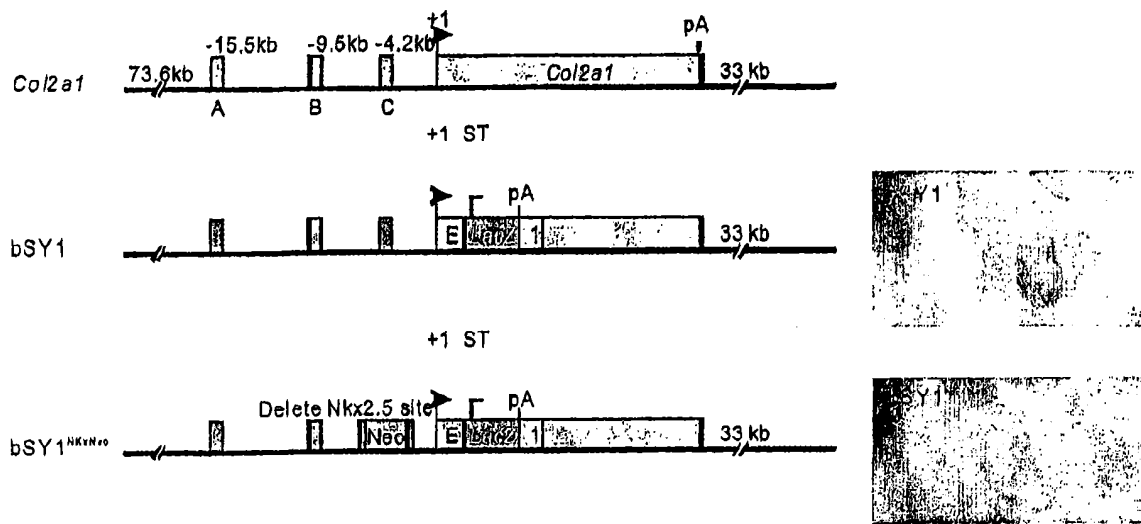 +1 pA
-15.5kb -9.5kb -4.2kb
Col2a1 73.6kb Col2a1 33 kb
A B C
+1 ST
pA
bSY1 E LacZ 1 33 kb Y1
+1 ST
Delete Nkx2.5 site pA SY1
bSY1NKxNeo Neo E LacZ 1 33 kb